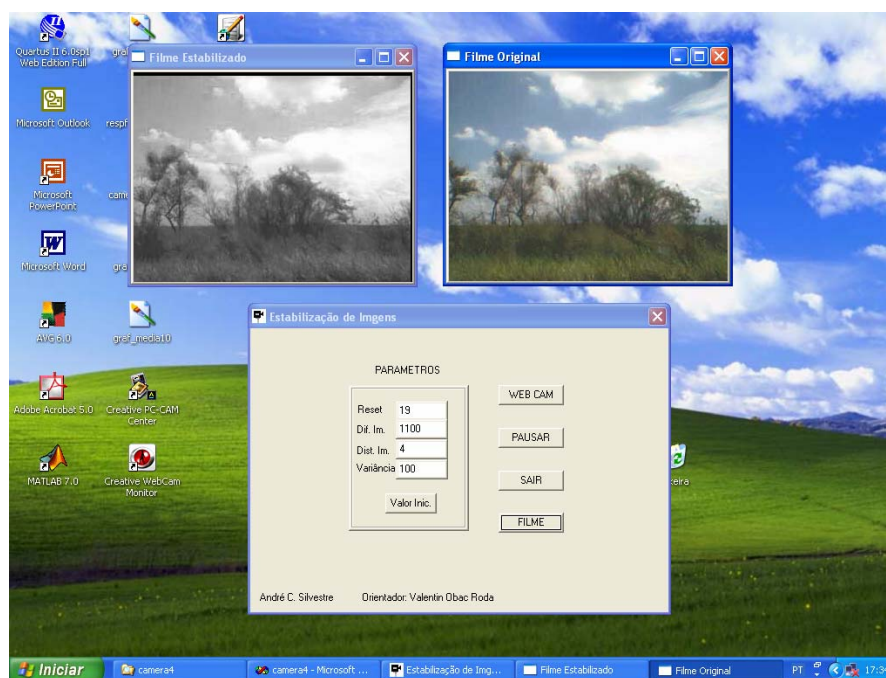 Quartus II 6.0sp1
Web Edition Full
Microsoft Outlook
Microsoft
PowerPoint
Microsoft Word
AVG 6.0
graf_media10
Adobe Acrobat 5.0
Creative PC-CAM
Center
MATLAB 7.0
Creative WebCam
Monitor
Filme Estabilizado
Filme Original
Estabilização de Imgens
PARAMETROS
Reset 19
Dif. Im. 1100
Dist. Im. 4
Variância 100
Valor Inic.
WEB CAM
PAUSAR
SAIR
FILME
André C. Silvestre Orientador: Valentin Obac Roda
Iniciar
camera4
camera4 - Microsoft ...
Estabilização de Img...
Filme Estabilizado
Filme Original
PT